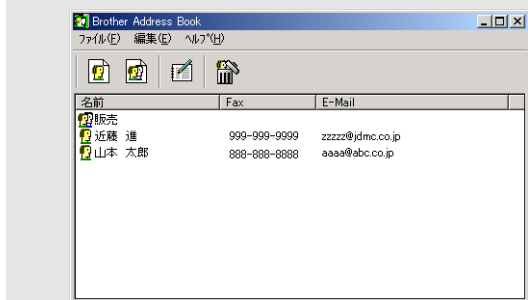 Brother Address Book
ﾌｧｲﾙ(F) 編集(E) ﾍﾙﾌﾟ(H)
名前 Fax E-Mail
販売
近藤 進 999-999-9999 zzzzz@jdmc.co.jp
山本 太郎 888-888-8888 aaaa@abc.co.jp